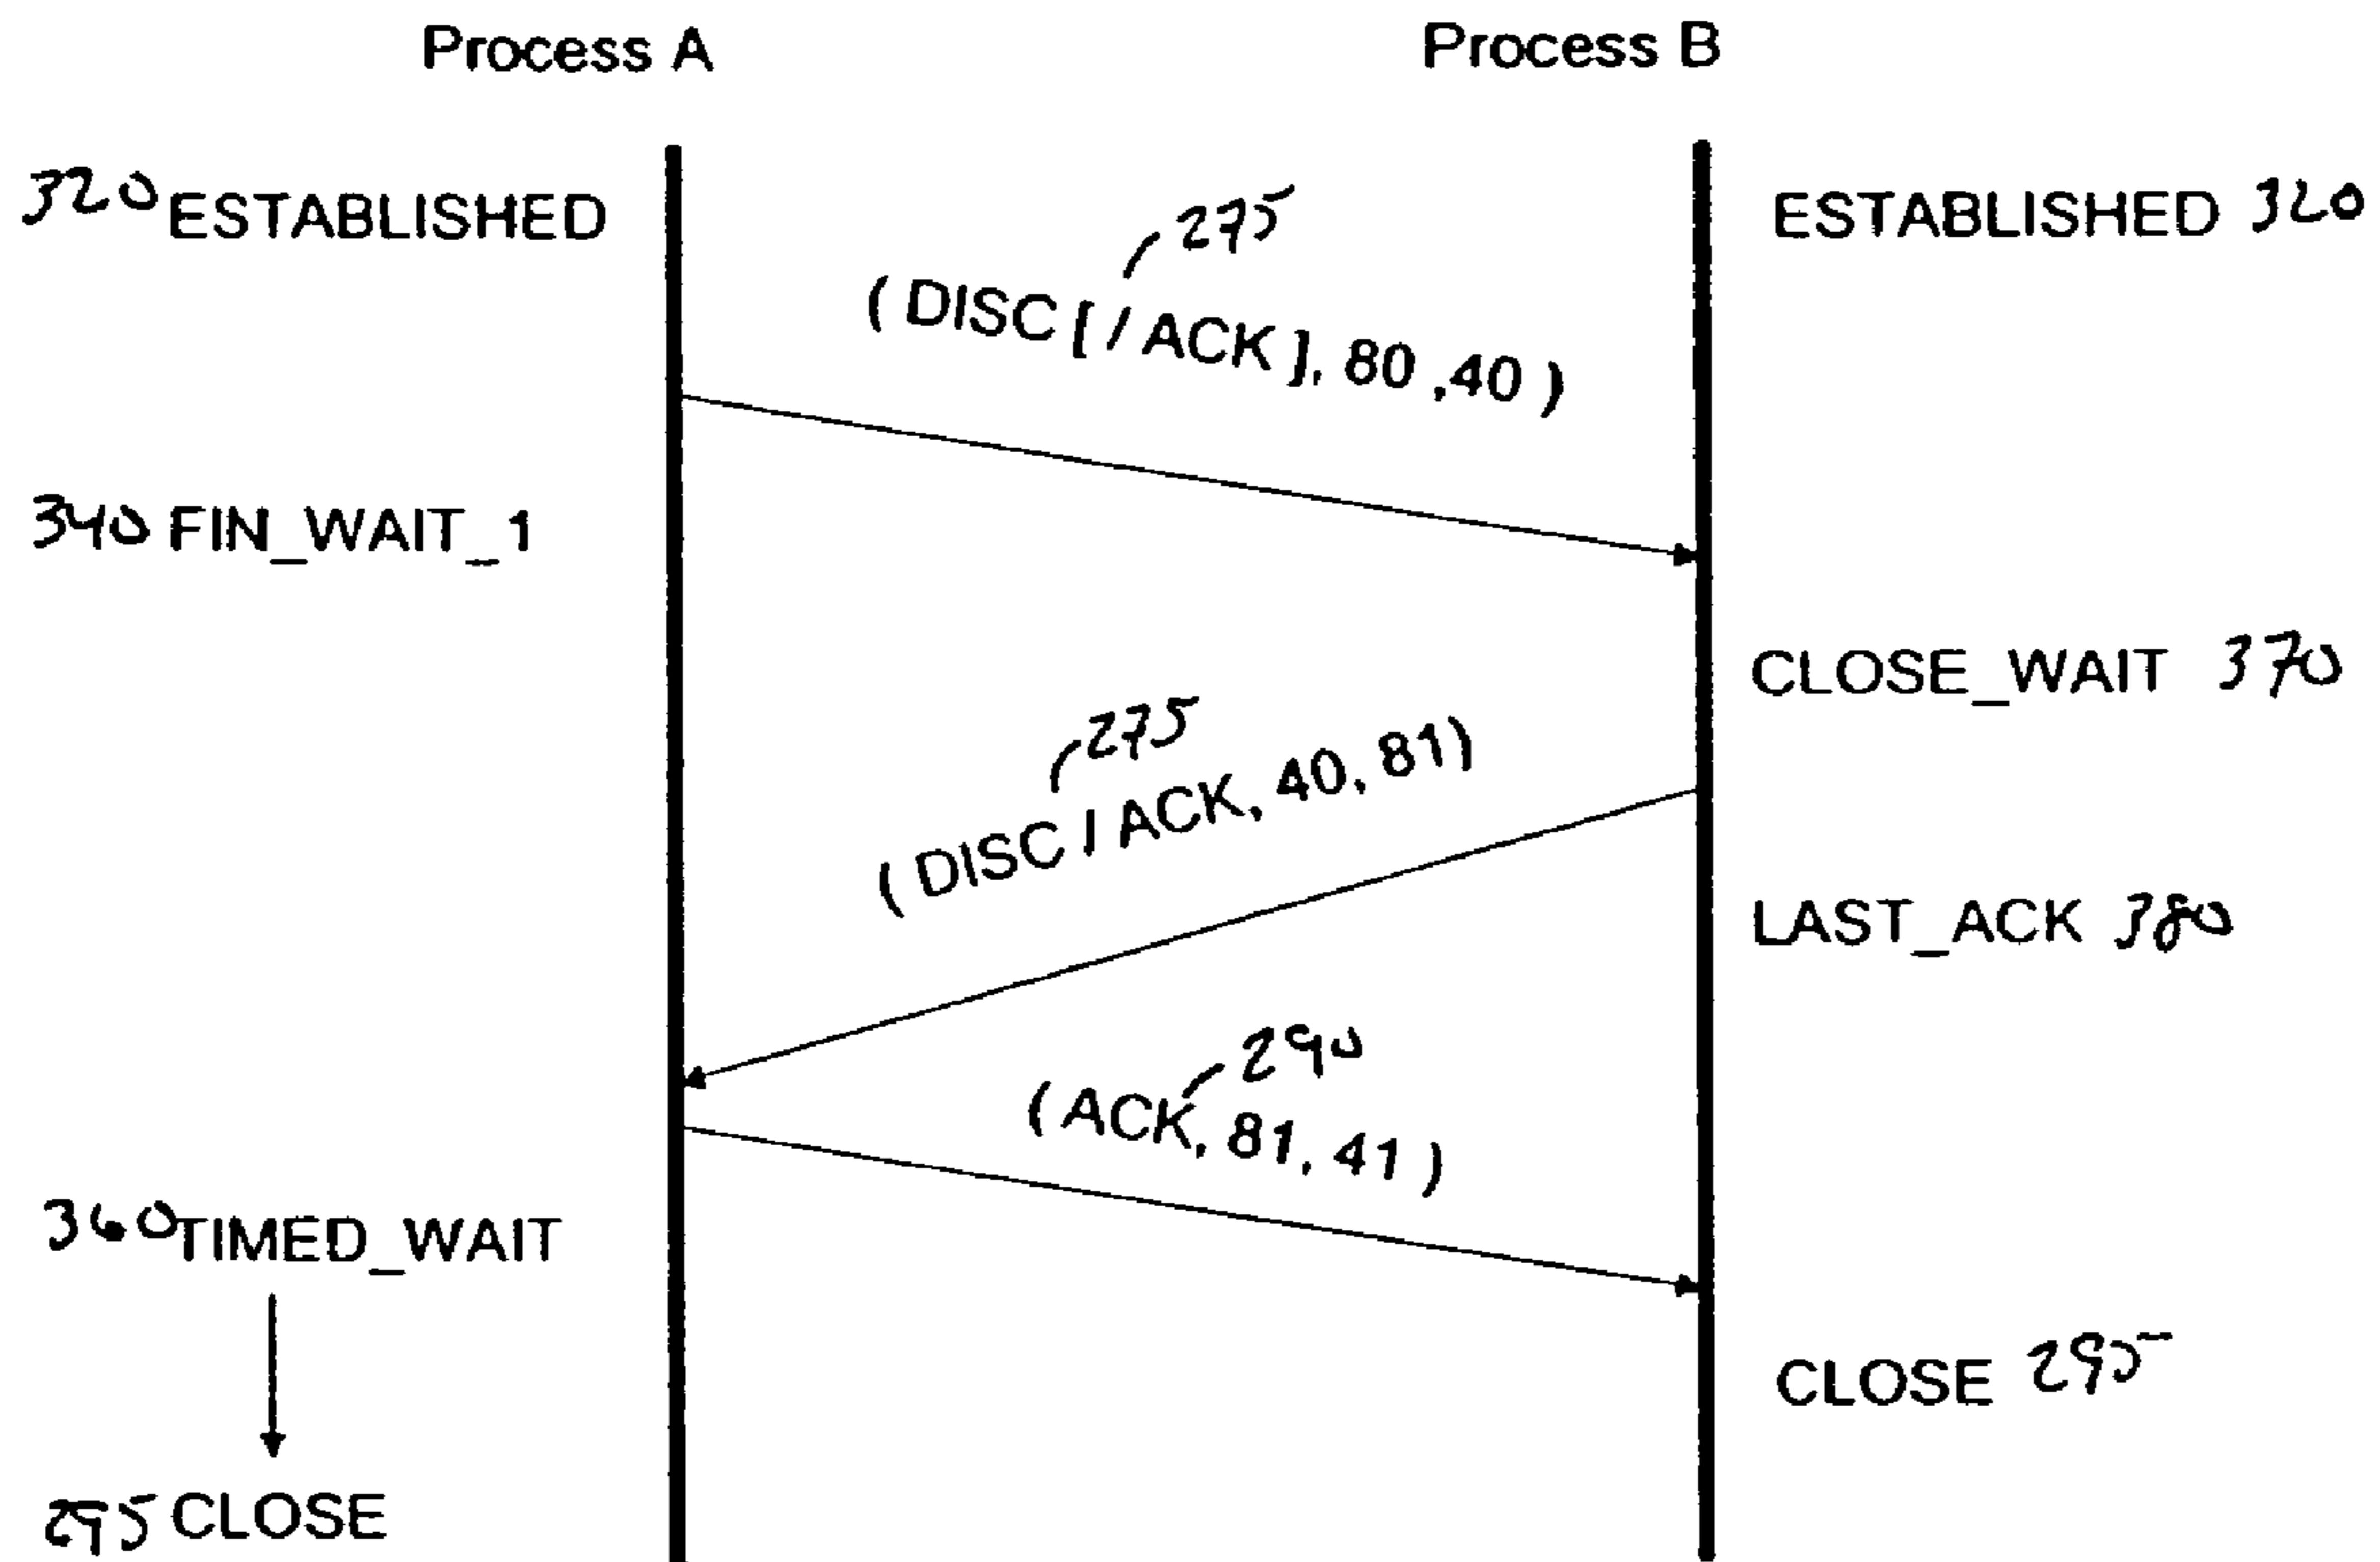 Process A
Process B
320 ESTABLISHED
ESTABLISHED 320
275
( DISC [ / ACK ], 80 ,40 )
340 FIN_WAIT_1
CLOSE_WAIT 370
275
( DISC / ACK, 40, 81)
LAST_ACK 380
290
( ACK, 81, 41 )
360 TIMED_WAIT
CLOSE 295
295 CLOSE